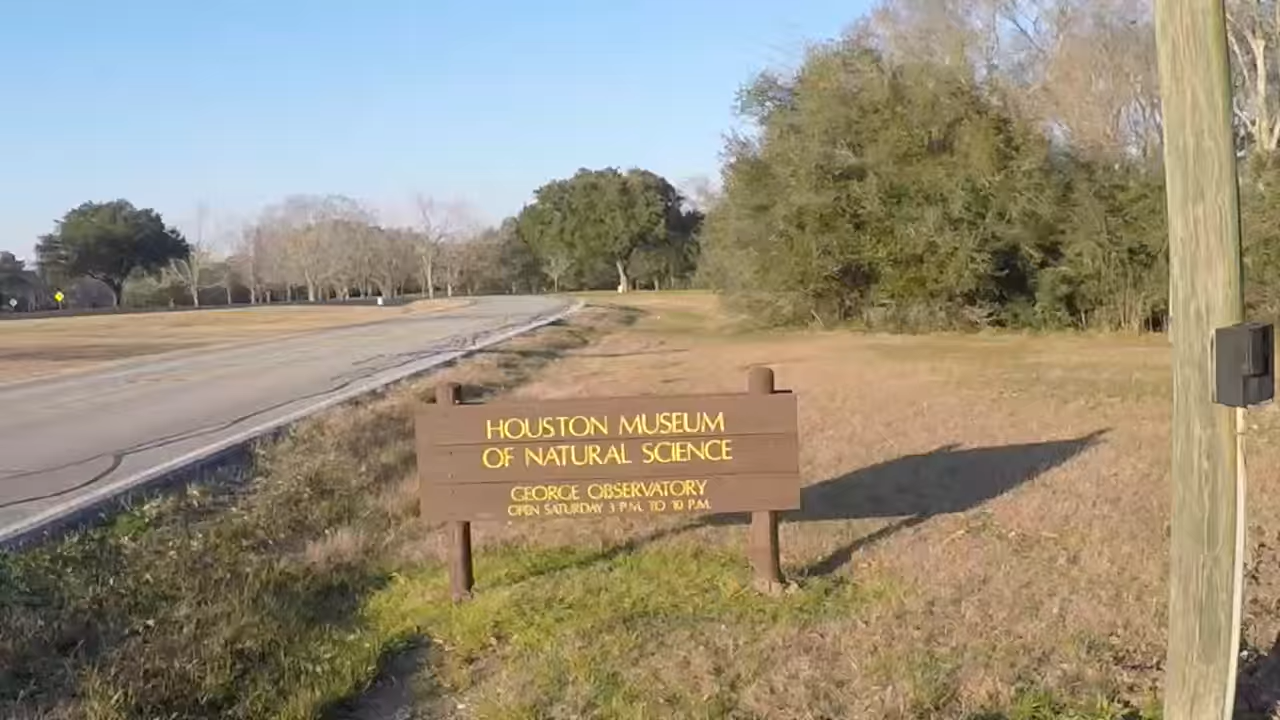 HOUSTON MUSEUM
OF NATURAL SCIENCE
GEORGE OBSERVATORY
OPEN SATURDAY 3 P.M. TO 10 P.M.